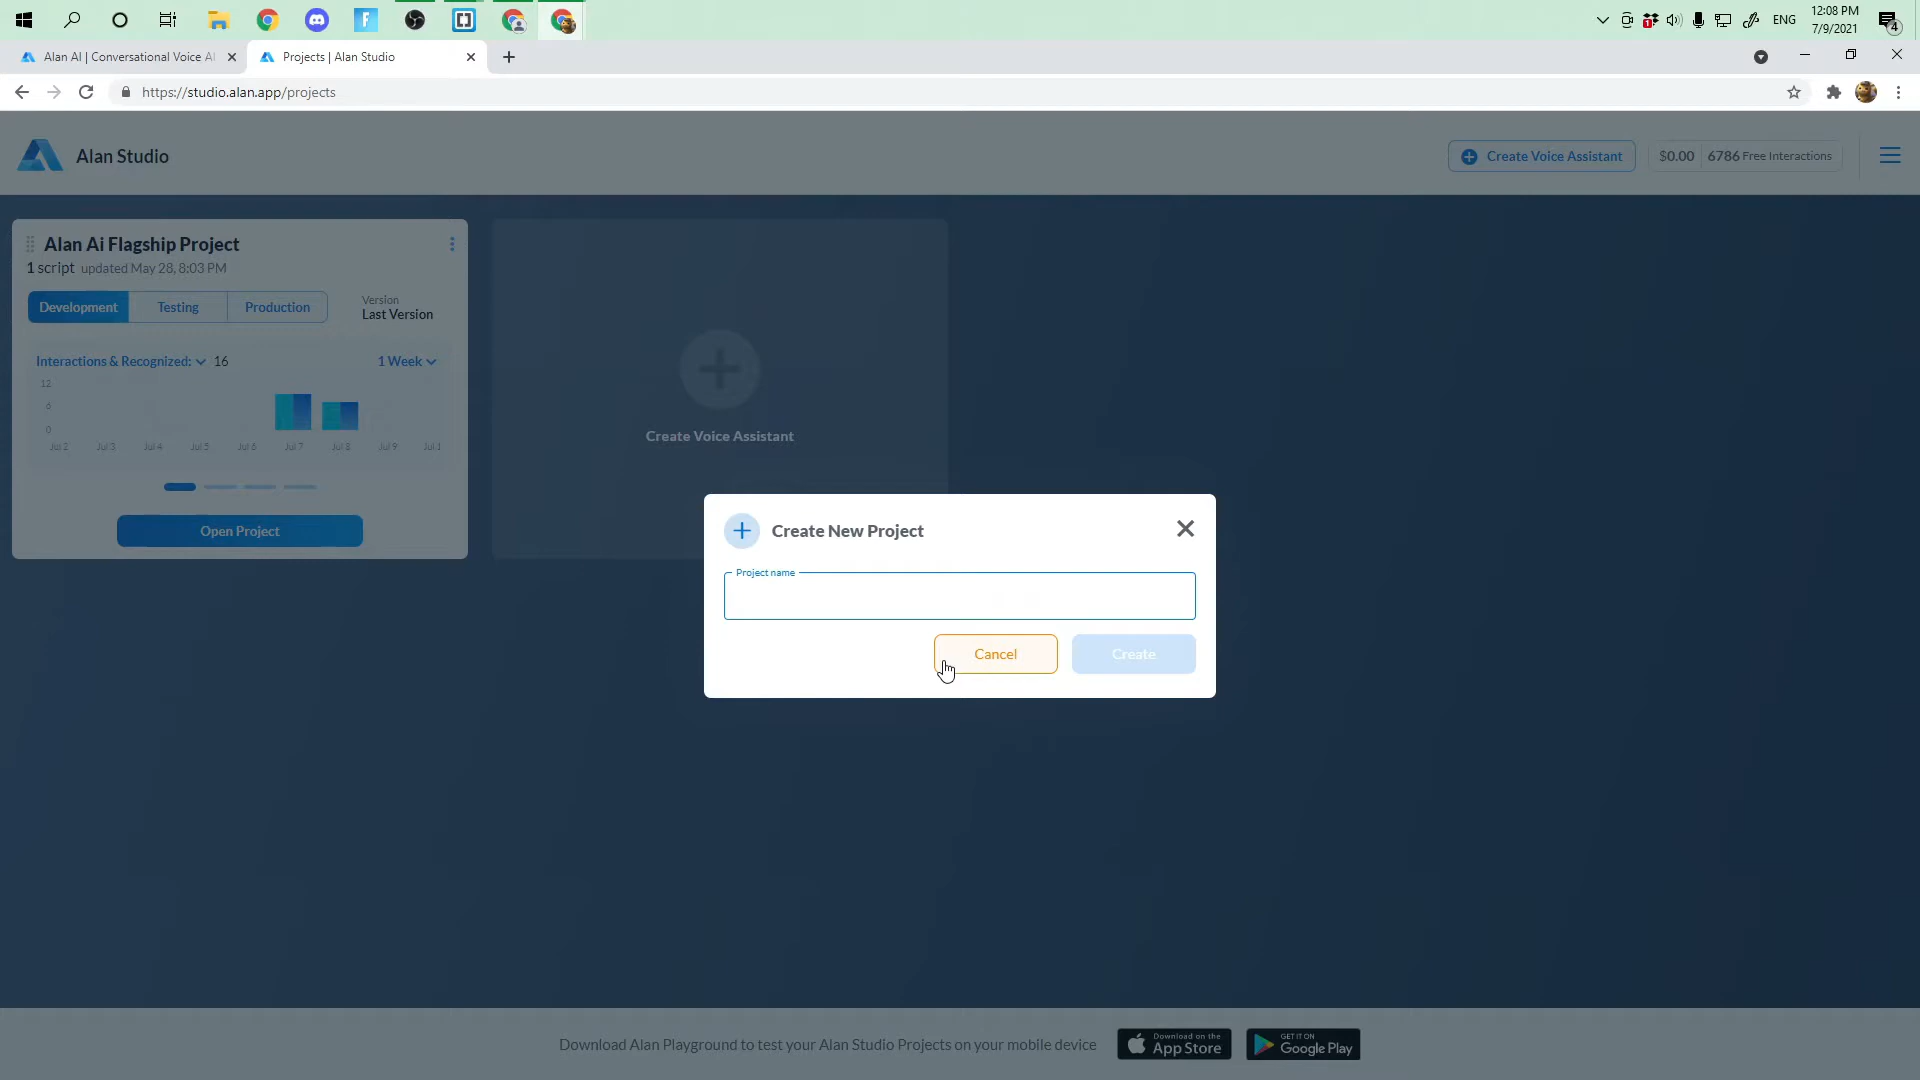 ENG
12:08 PM
7/9/2021
4
1
F
Alan AI | Conversational Voice AI
Projects | Alan Studio
https://studio.alan.app/projects
Alan Studio
Create Voice Assistant
$0.00
6786 Free Interactions
Alan Ai Flagship Project
1 script updated May 28, 8:03 PM
Development
Testing
Production
Version
Last Version
Interactions & Recognized: 16
1 Week
12
6
0
Jul 2
Jul 3
Jul 4
Jul 5
Jul 6
Jul 7
Jul 8
Jul 9
Jul 1
Open Project
Create Voice Assistant
Create New Project
Project name
Cancel
Create
Download Alan Playground to test your Alan Studio Projects on your mobile device
Download on the
App Store
GET IT ON
Google Play